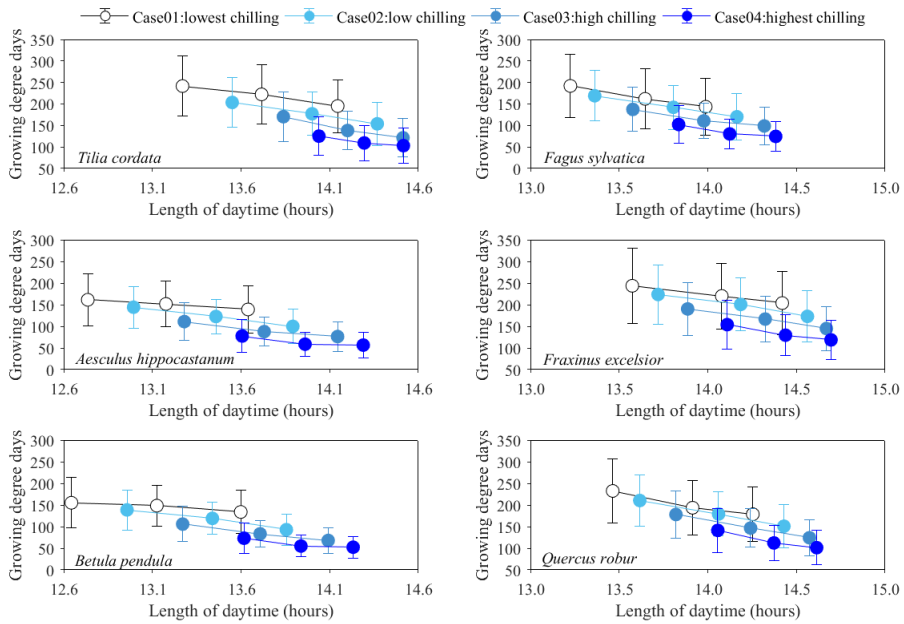 Case01:lowest chilling Case02:low chilling Case03:high chilling Case04:highest chilling
Growing degree days
350
300
250
200
150
100
50
Tilia cordata
12.6 13.1 13.6 14.1 14.6
Length of daytime (hours)
Growing degree days
300
250
200
150
100
50
0
Fagus sylvatica
13.0 13.5 14.0 14.5 15.0
Length of daytime (hours)
Growing degree days
300
250
200
150
100
50
0
Aesculus hippocastanum
12.6 13.1 13.6 14.1 14.6
Length of daytime (hours)
Growing degree days
350
300
250
200
150
100
50
Fraxinus excelsior
13.0 13.5 14.0 14.5 15.0
Length of daytime (hours)
Growing degree days
300
250
200
150
100
50
0
Betula pendula
12.6 13.1 13.6 14.1 14.6
Length of daytime (hours)
Growing degree days
350
300
250
200
150
100
50
Quercus robur
13.0 13.5 14.0 14.5 15.0
Length of daytime (hours)